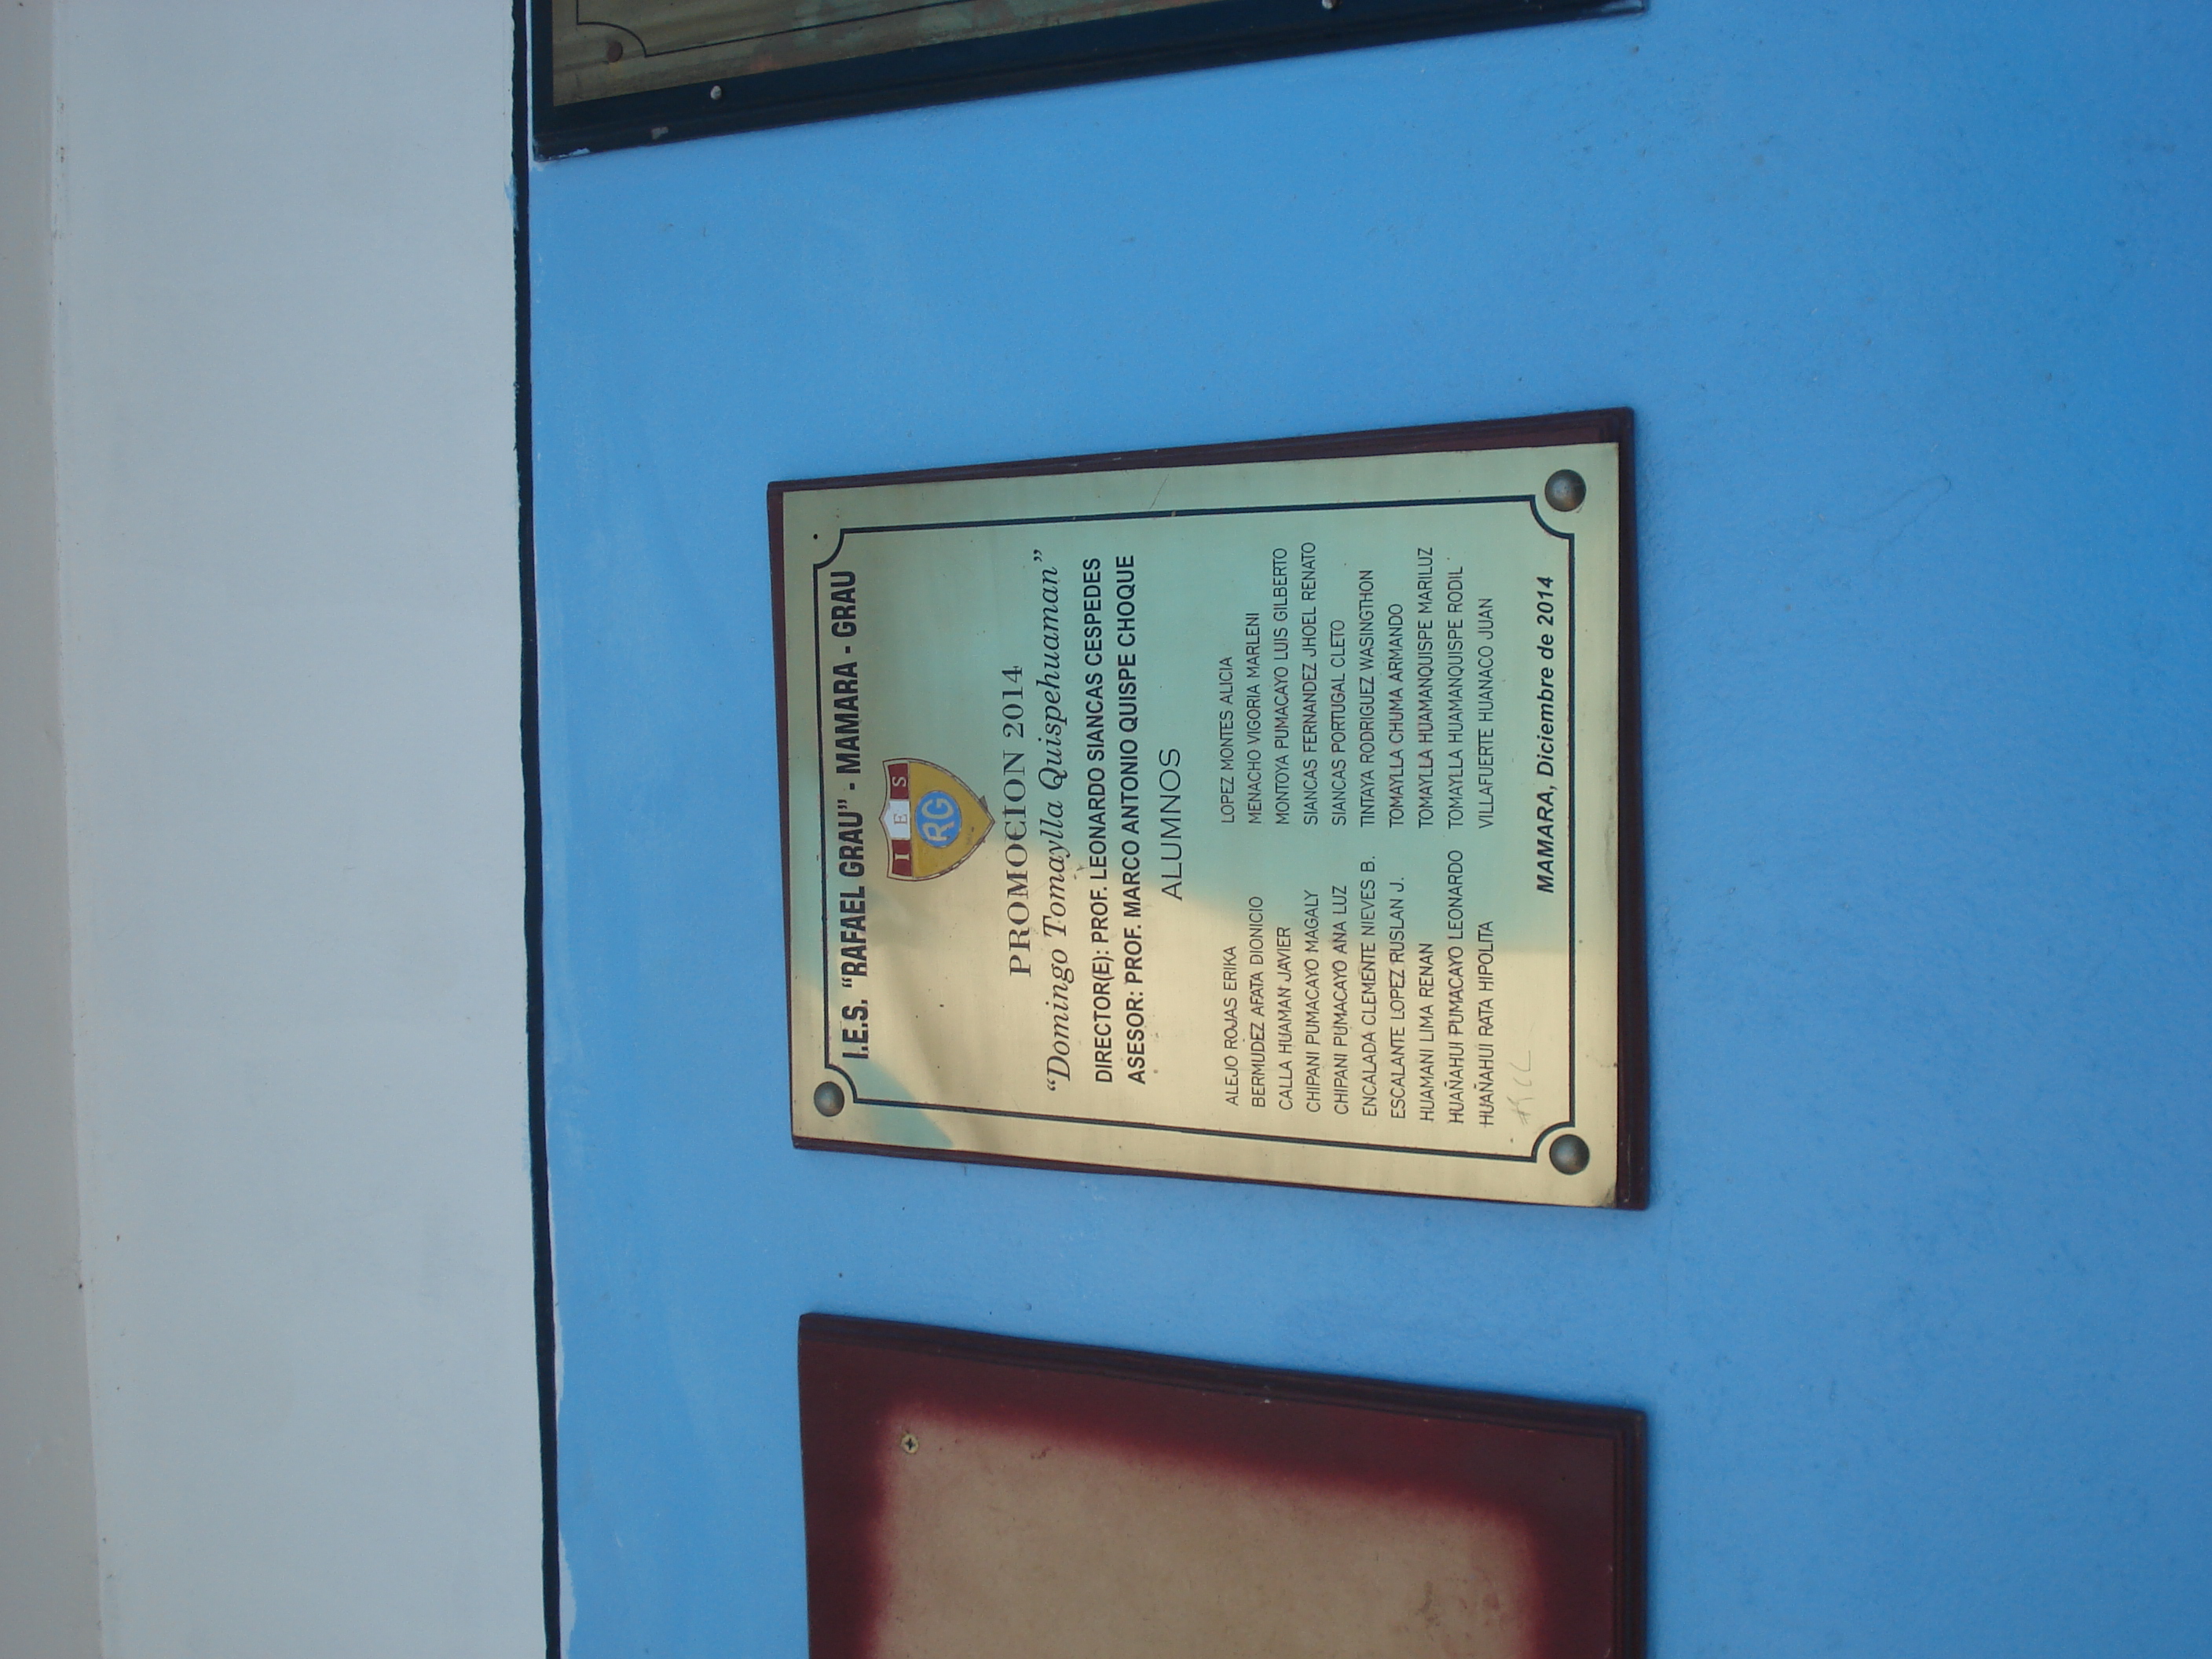 I.E.S. “RAFAEL GRAU” - MAMARA - GRAU
I E S
RG
PROMOCION 2014
“Domingo Tomaylla Quispehuaman”
DIRECTOR(E): PROF. LEONARDO SIANCAS CESPEDES
ASESOR: PROF. MARCO ANTONIO QUISPE CHOQUE
ALUMNOS
ALEJO ROJAS ERIKA
BERMUDEZ AFATA DIONICIO
CALLA HUAMAN JAVIER
CHIPANI PUMACAYO MAGALY
CHIPANI PUMACAYO ANA LUZ
ENCALADA CLEMENTE NIEVES B.
ESCALANTE LOPEZ RUSLAN J.
HUAMANI LIMA RENAN
HUAÑAHUI PUMACAYO LEONARDO
HUAÑAHUI RATA HIPOLITA
LOPEZ MONTES ALICIA
MENACHO VIGORIA MARLENI
MONTOYA PUMACAYO LUIS GILBERTO
SIANCAS FERNANDEZ JHOEL RENATO
SIANCAS PORTUGAL CLETO
TINTAYA RODRIGUEZ WASINGTHON
TOMAYLLA CHUMA ARMANDO
TOMAYLLA HUAMANQUISPE MARILUZ
TOMAYLLA HUAMANQUISPE RODIL
VILLAFUERTE HUANACO JUAN
MAMARA, Diciembre de 2014